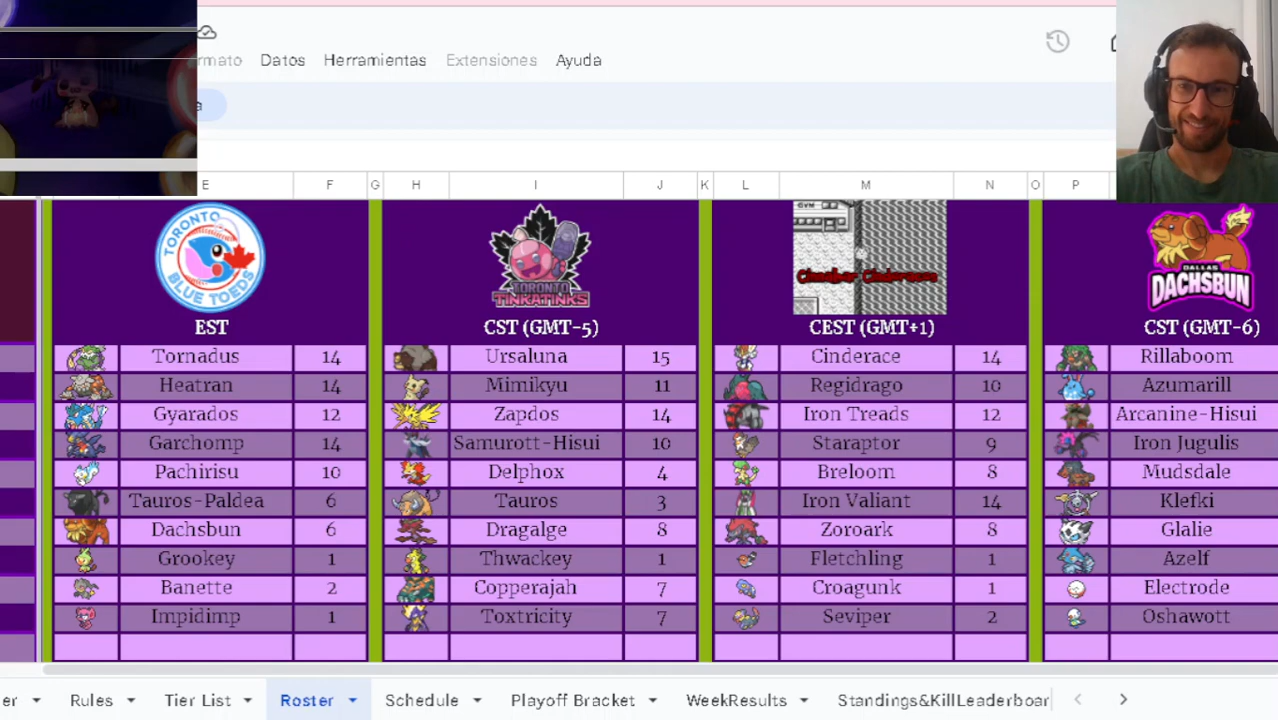 rmato Datos Herramientas Extensiones Ayuda
a
E F G H I J K L M N O P
TORONTO BLUE TOEDS
TORONTO TINKATINKS
DALLAS DACHSBUN
EST CST (GMT-5) CEST (GMT+1) CST (GMT-6)
Tornadus 14 Ursaluna 15 Cinderace 14 Rillaboom
Heatran 14 Mimikyu 11 Regidrago 10 Azumarill
Gyarados 12 Zapdos 14 Iron Treads 12 Arcanine-Hisui
Garchomp 14 Samurott-Hisui 10 Staraptor 9 Iron Jugulis
Pachirisu 10 Delphox 4 Breloom 8 Mudsdale
Tauros-Paldea 6 Tauros 3 Iron Valiant 14 Klefki
Dachsbun 6 Dragalge 8 Zoroark 8 Glalie
Grookey 1 Thwackey 1 Fletchling 1 Azelf
Banette 2 Copperajah 7 Croagunk 1 Electrode
Impidimp 1 Toxtricity 7 Seviper 2 Oshawott
er Rules Tier List Roster Schedule Playoff Bracket WeekResults Standings&KillLeaderboar